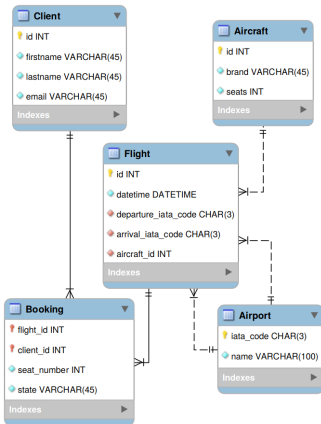 Client
id INT
firstname VARCHAR(45)
lastname VARCHAR(45)
email VARCHAR(45)
Indexes
Aircraft
id INT
brand VARCHAR(45)
seats INT
Indexes
Flight
id INT
datetime DATETIME
departure_iata_code CHAR(3)
arrival_iata_code CHAR(3)
aircraft_id INT
Indexes
Booking
flight_id INT
client_id INT
seat_number INT
state VARCHAR(45)
Indexes
Airport
iata_code CHAR(3)
name VARCHAR(100)
Indexes